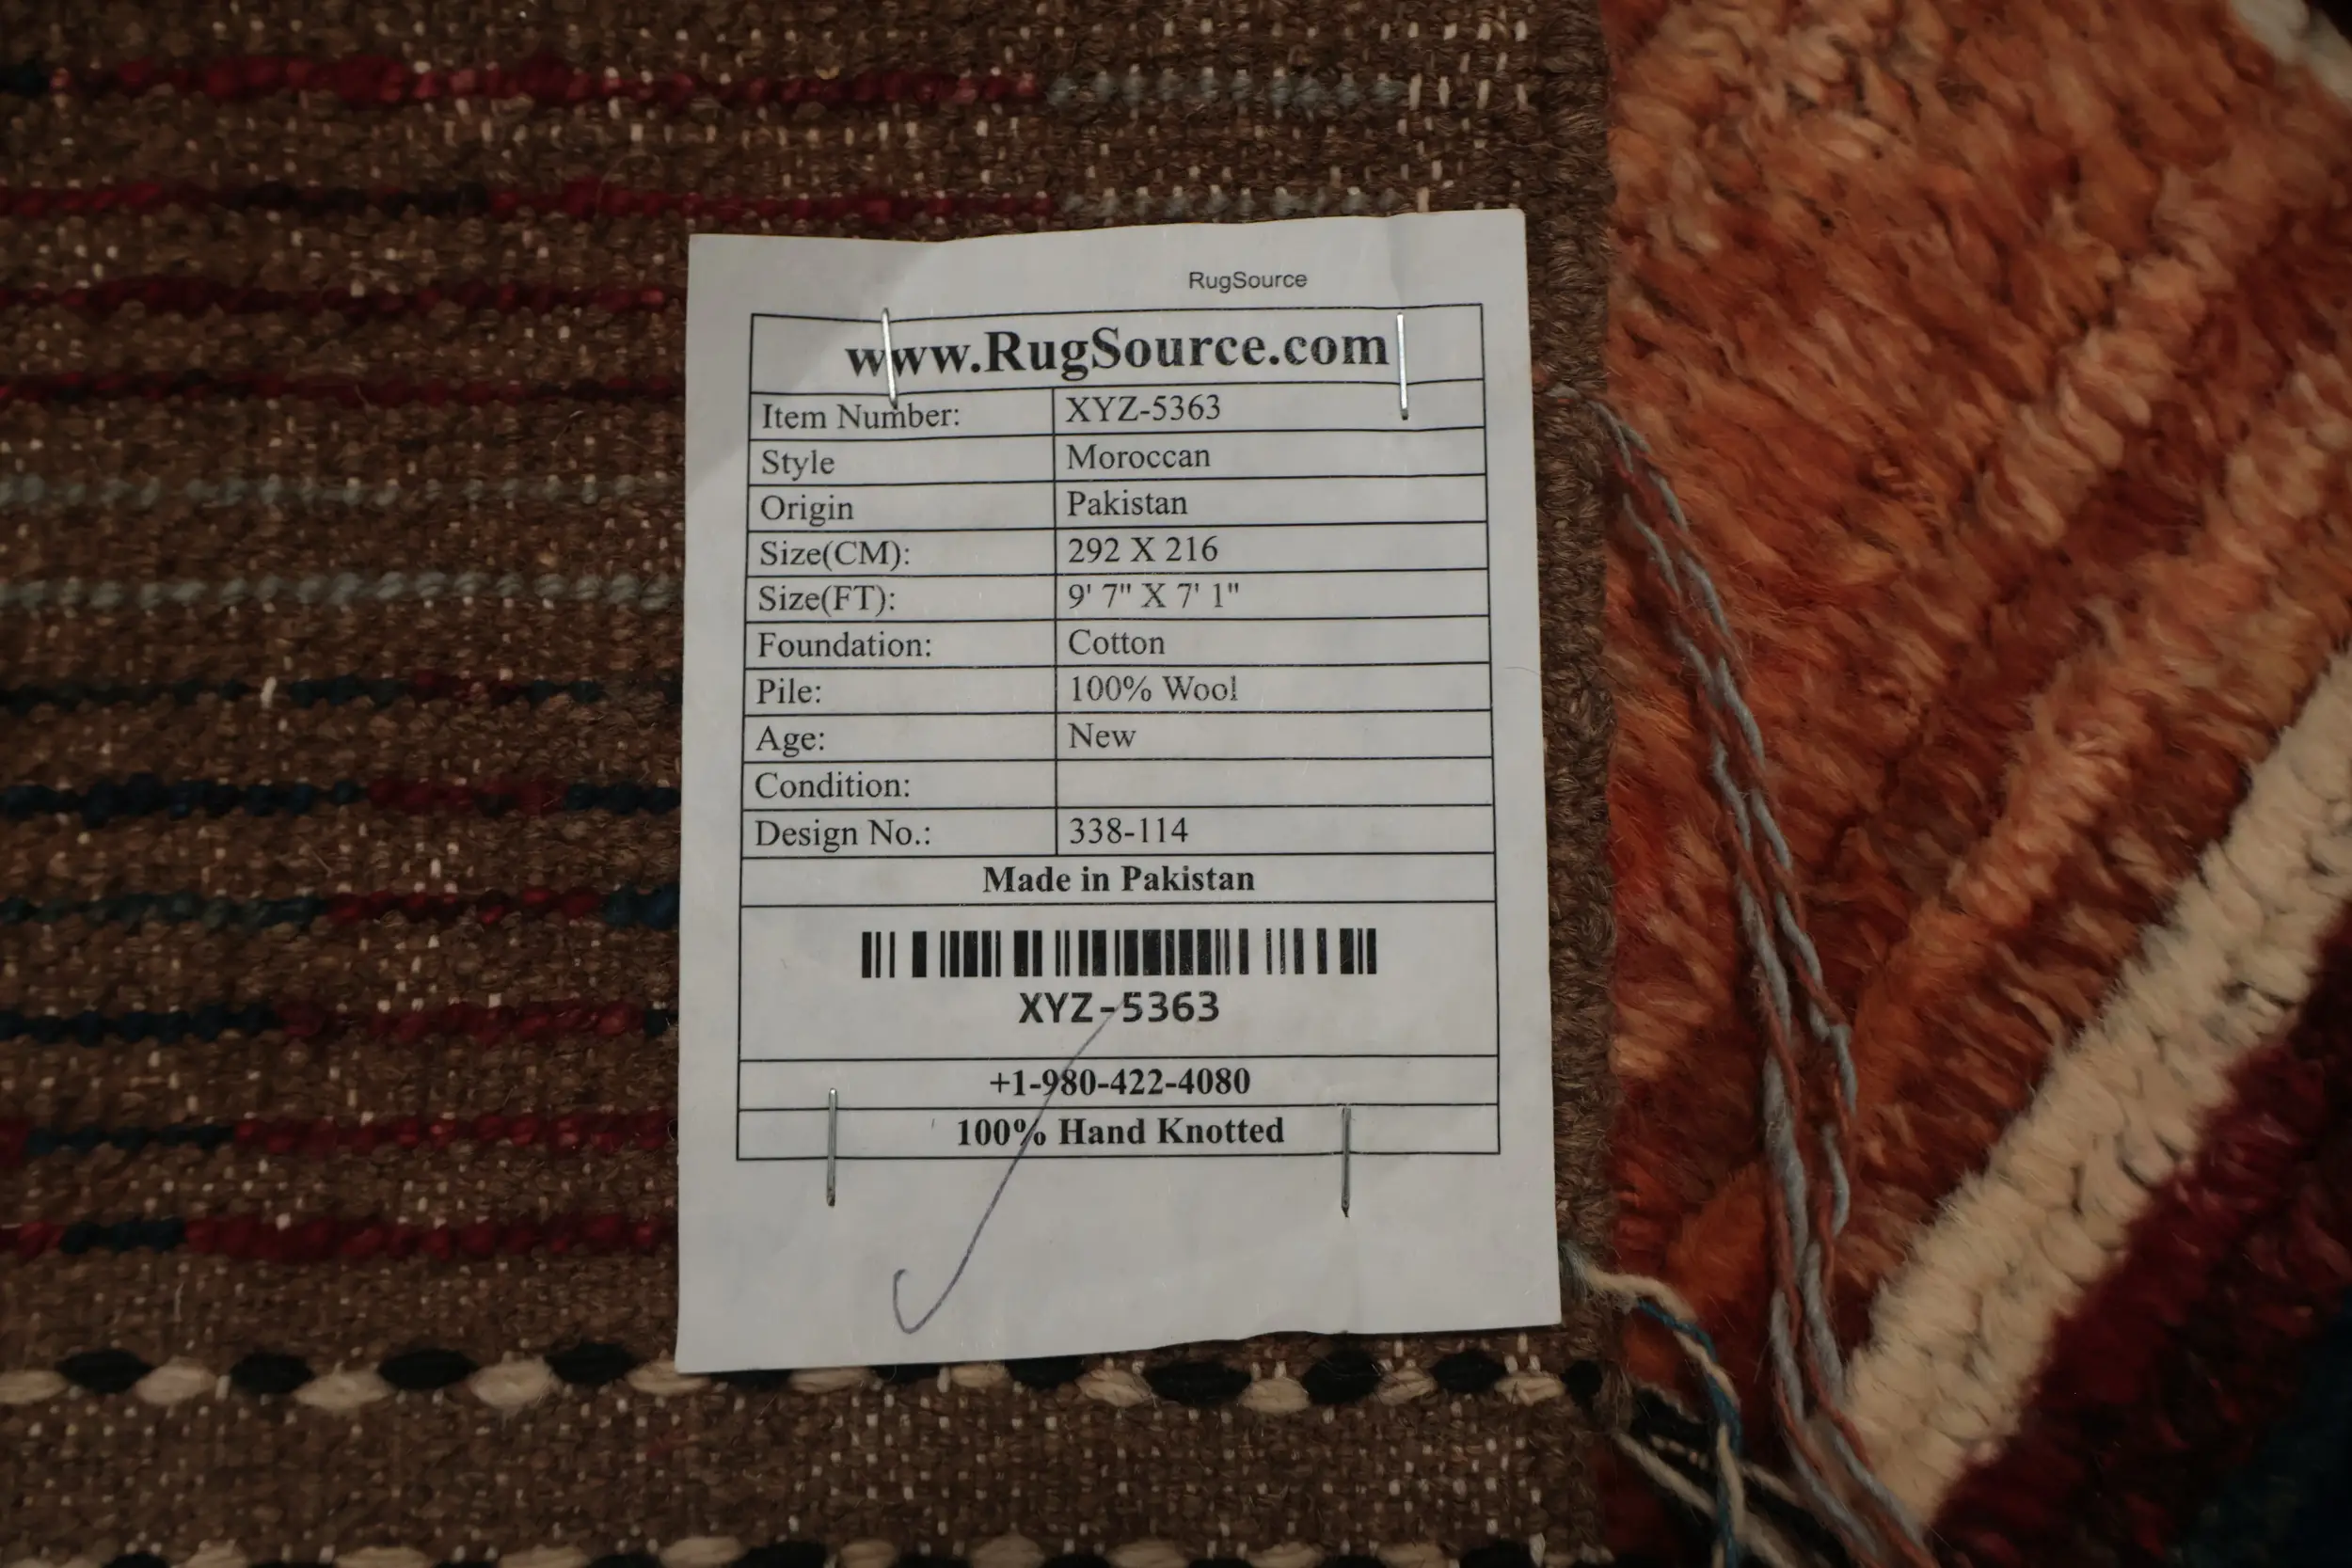 RugSource
www.RugSource.com
Item Number: XYZ-5363
Style Moroccan
Origin Pakistan
Size(CM): 292 X 216
Size(FT): 9' 7" X 7' 1"
Foundation: Cotton
Pile: 100% Wool
Age: New
Condition:
Design No.: 338-114
Made in Pakistan
XYZ-5363
+1-980-422-4080
100% Hand Knotted